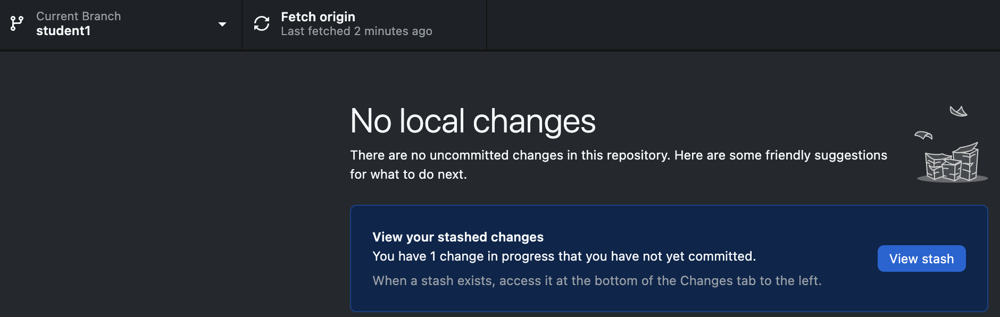 Current Branch
student1
Fetch origin
Last fetched 2 minutes ago
No local changes
There are no uncommitted changes in this repository. Here are some friendly suggestions
for what to do next.
View your stashed changes
You have 1 change in progress that you have not yet committed.
When a stash exists, access it at the bottom of the Changes tab to the left.
View stash